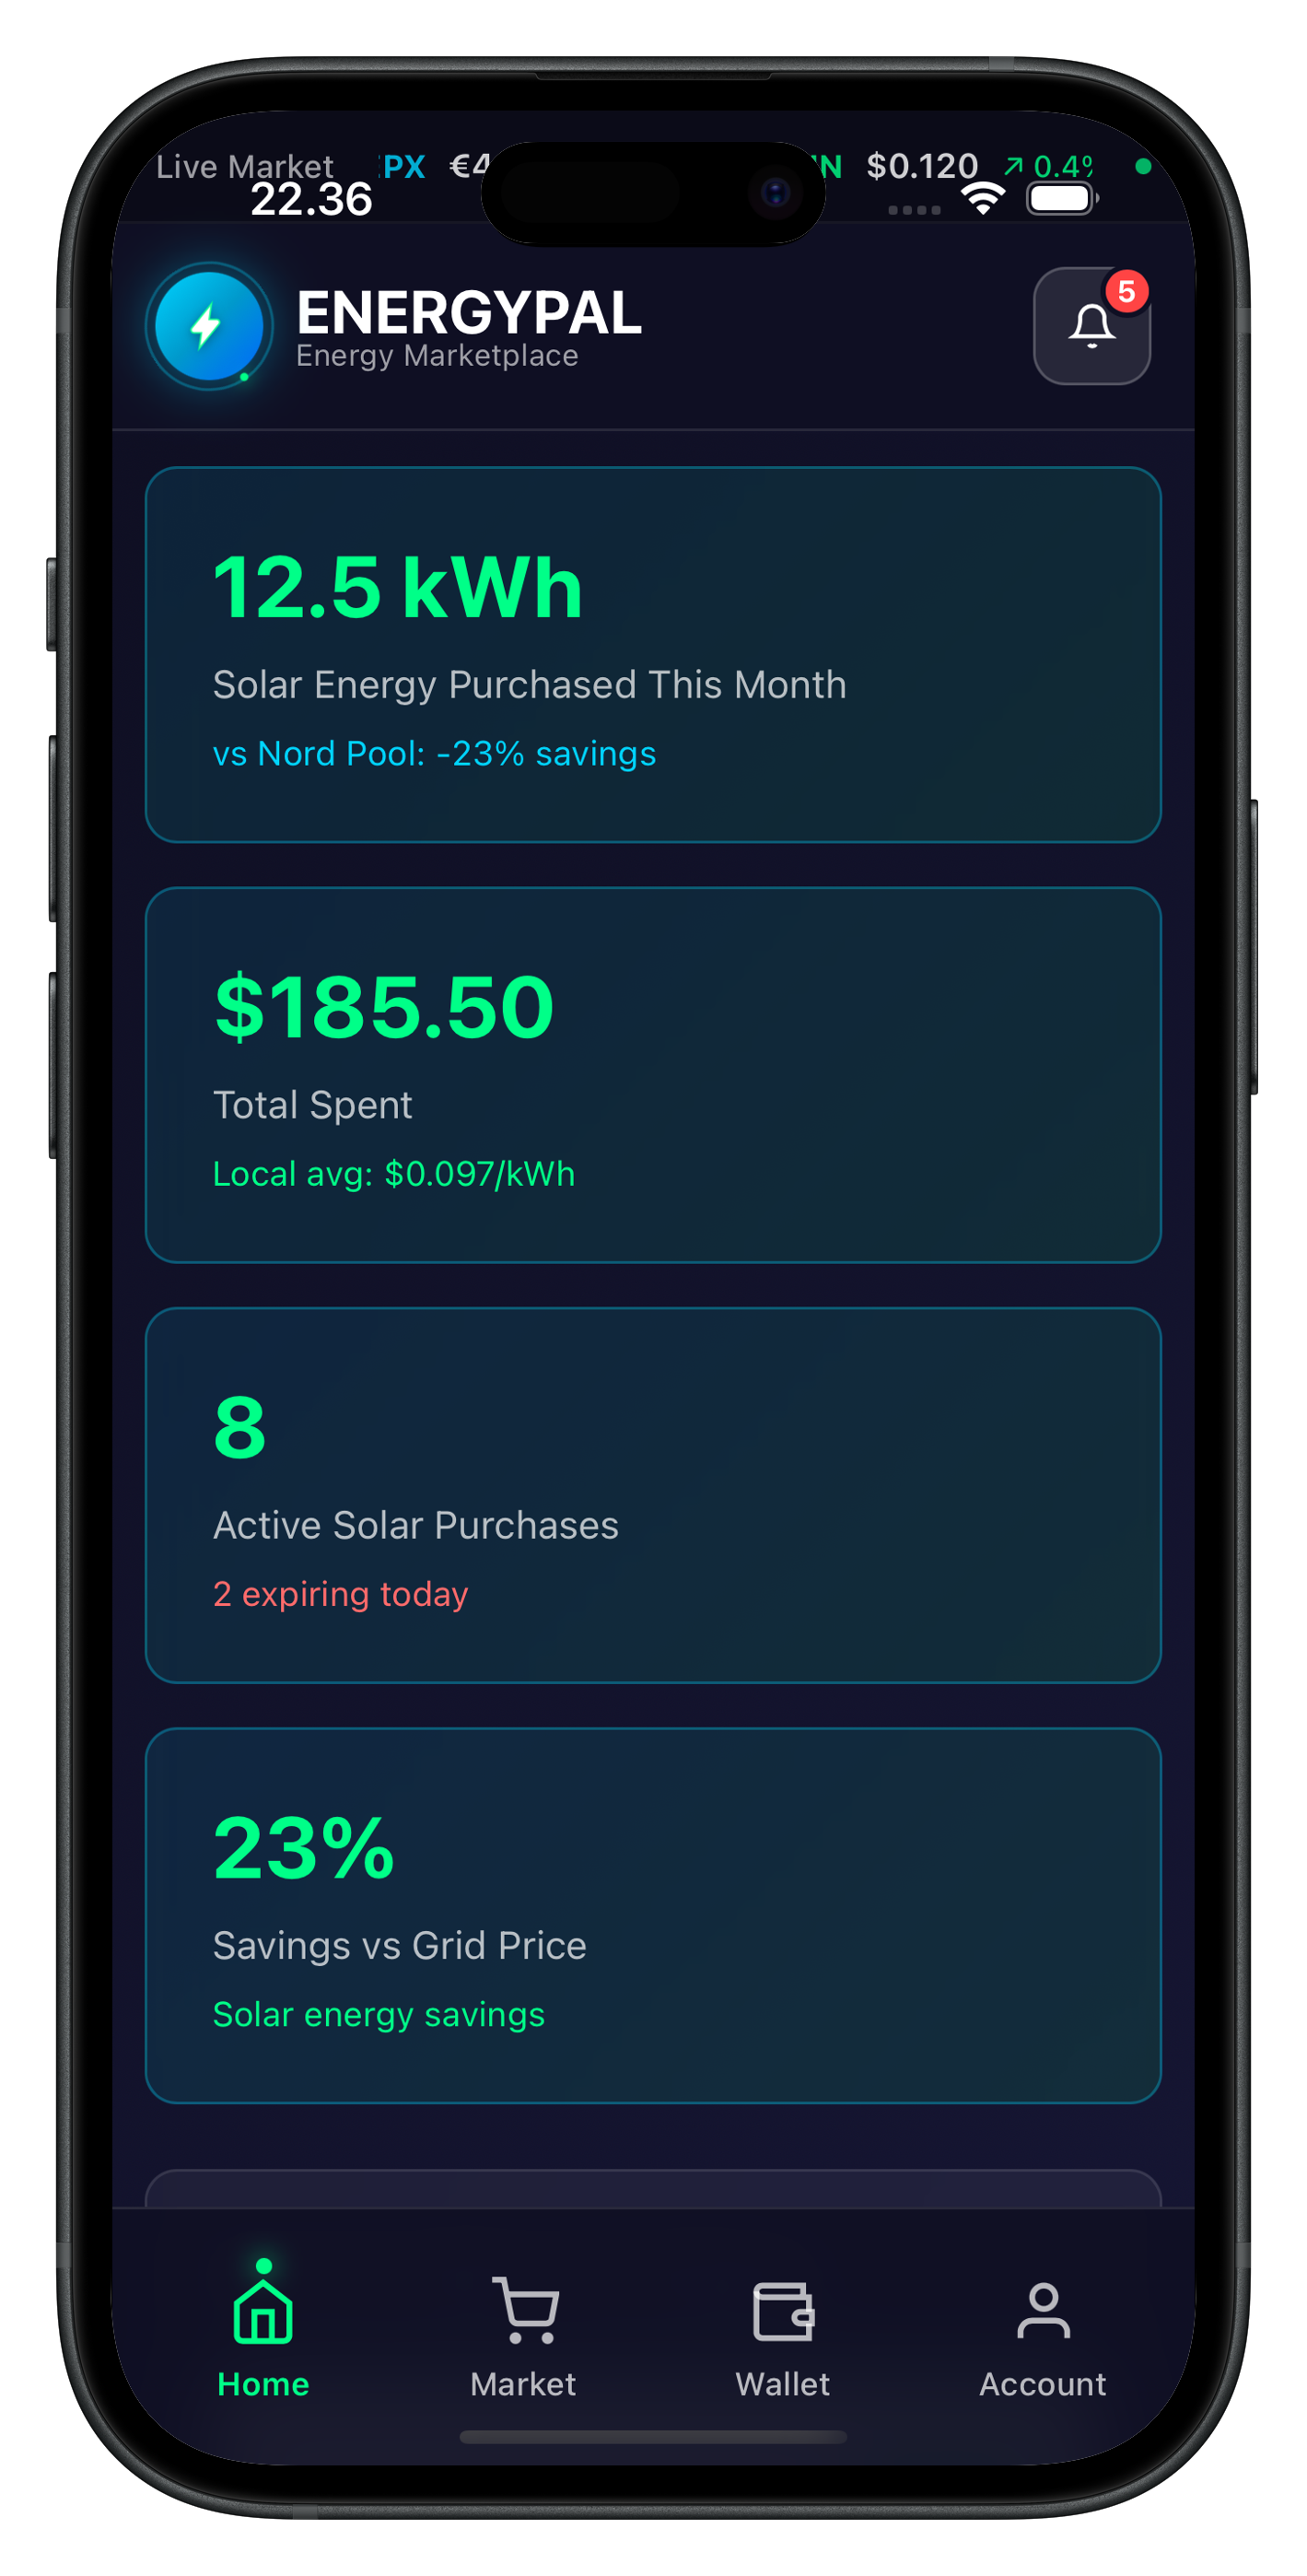 Live Market PX €4 $0.120 ↗ 0.4
22.36
ENERGYPAL
Energy Marketplace
5
12.5 kWh
Solar Energy Purchased This Month
vs Nord Pool: -23% savings
$185.50
Total Spent
Local avg: $0.097/kWh
8
Active Solar Purchases
2 expiring today
23%
Savings vs Grid Price
Solar energy savings
Home Market Wallet Account